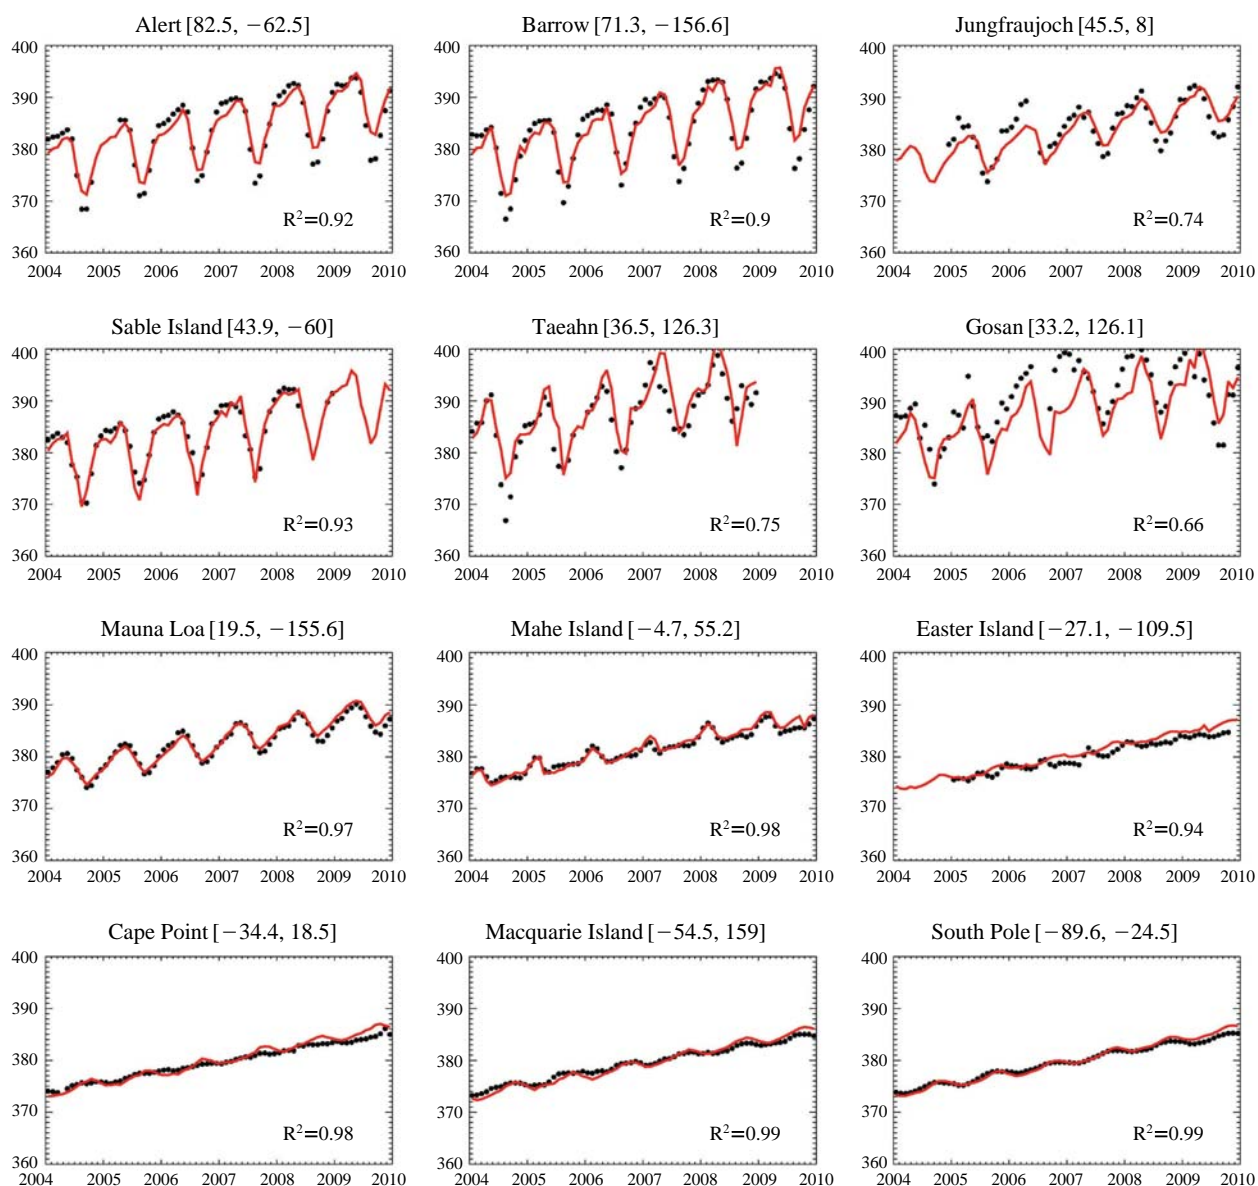 Alert [82.5, −62.5]
Barrow [71.3, −156.6]
Jungfraujoch [45.5, 8]
400
390
380
370
360
R²=0.92
2004 2005 2006 2007 2008 2009 2010
400
390
380
370
360
R²=0.9
2004 2005 2006 2007 2008 2009 2010
400
390
380
370
360
R²=0.74
2004 2005 2006 2007 2008 2009 2010
Sable Island [43.9, −60]
Taeahn [36.5, 126.3]
Gosan [33.2, 126.1]
400
390
380
370
360
R²=0.93
2004 2005 2006 2007 2008 2009 2010
400
390
380
370
360
R²=0.75
2004 2005 2006 2007 2008 2009 2010
400
390
380
370
360
R²=0.66
2004 2005 2006 2007 2008 2009 2010
Mauna Loa [19.5, −155.6]
Mahe Island [−4.7, 55.2]
Easter Island [−27.1, −109.5]
400
390
380
370
360
R²=0.97
2004 2005 2006 2007 2008 2009 2010
400
390
380
370
360
R²=0.98
2004 2005 2006 2007 2008 2009 2010
400
390
380
370
360
R²=0.94
2004 2005 2006 2007 2008 2009 2010
Cape Point [−34.4, 18.5]
Macquarie Island [−54.5, 159]
South Pole [−89.6, −24.5]
400
390
380
370
360
R²=0.98
2004 2005 2006 2007 2008 2009 2010
400
390
380
370
360
R²=0.99
2004 2005 2006 2007 2008 2009 2010
400
390
380
370
360
R²=0.99
2004 2005 2006 2007 2008 2009 2010